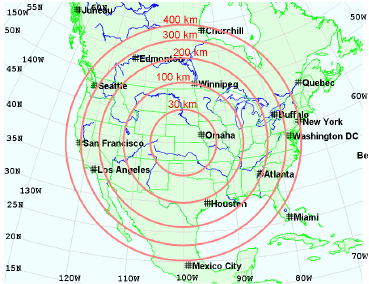 55N
Juneau
160W
50W
400 km
50N
Churchill
300 km
45N
200 km
140W
Edmonton
100 km
Winnipeg
Quebec
Seattle
60W
40N
30 km
Buffalo
New York
35N
Omaha
Washington DC
San Francisco
Be
30N
Los Angeles
Atlanta
130W
25N
Houston
Miami
20N
70W
15N
Mexico City
120W
110W
100W
90W
80W